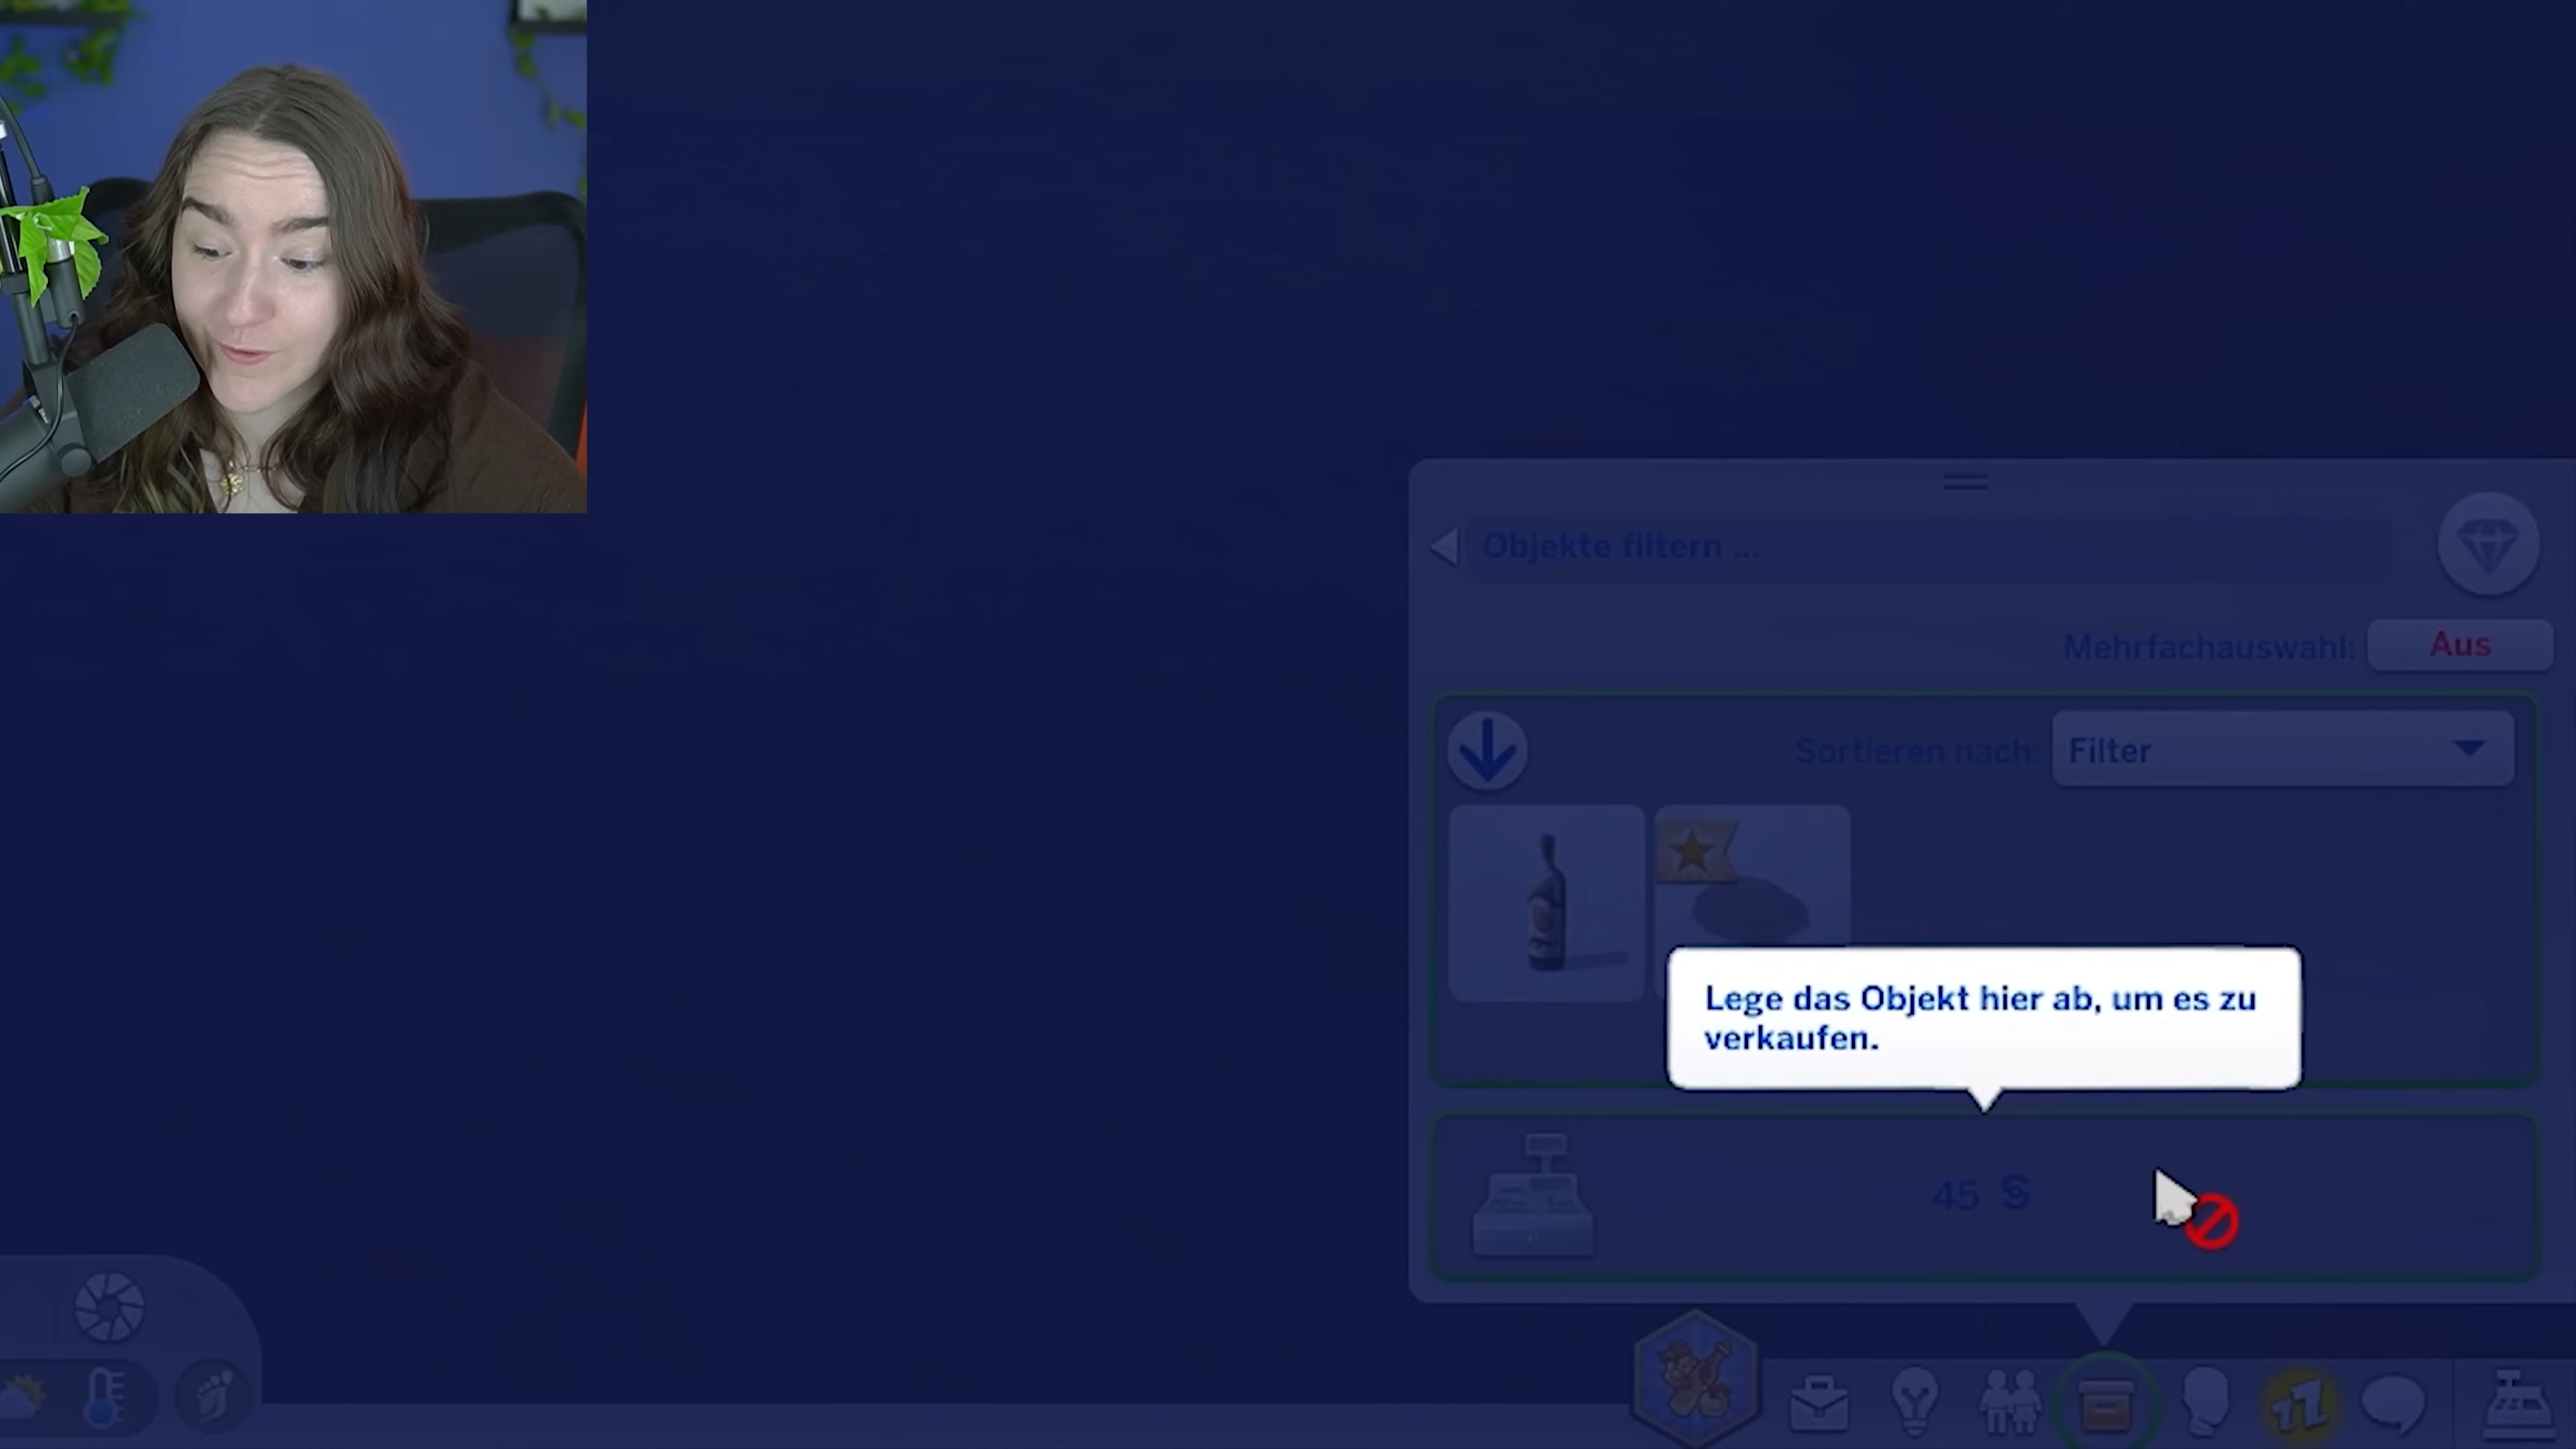 Objekte filtern ...
Mehrfachauswahl: Aus
Sortieren nach: Filter
Lege das Objekt hier ab, um es zu
verkaufen.
45 §